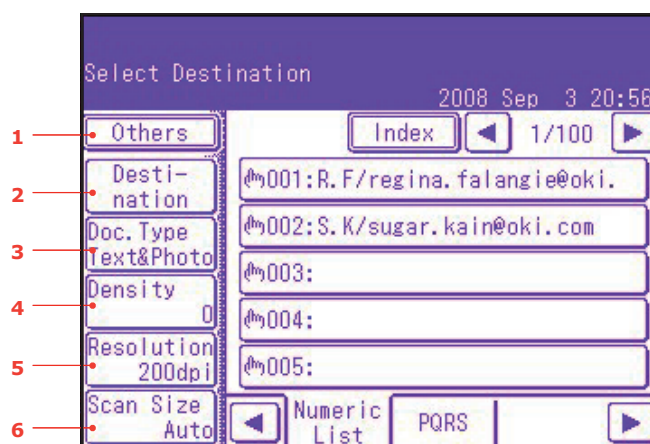 Select Destination
2008 Sep 3 20:56
1 Others
Index 1/100
2 Desti-
nation
001:R.F/regina.falangie@oki.
3 Doc.Type
Text&Photo
002:S.K/sugar.kain@oki.com
003:
4 Density
0
004:
5 Resolution
200dpi
005:
6 Scan Size
Auto
Numeric
List
PQRS